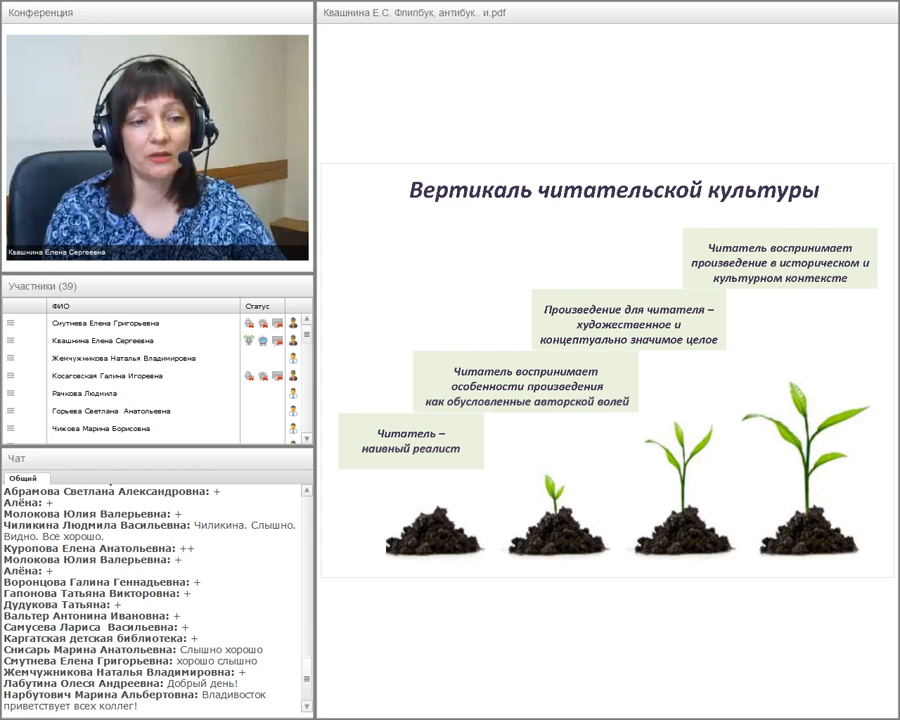 Конференция
Квашнина Елена Сергеевна
Участники (39)
ФИО Статус
Смутнева Елена Григорьевна
Квашнина Елена Сергеевна
Жемчужникова Наталья Владимировна
Косаговская Галина Игоревна
Рачкова Людмила
Горьева Светлана Анатольевна
Чижова Марина Борисовна
Чат
Общий
Абрамова Светлана Александровна: +
Алёна: +
Молокова Юлия Валерьевна: +
Чиликина Людмила Васильевна: Чиликина. Слышно.
Видно. Все хорошо.
Куропова Елена Анатольевна: ++
Молокова Юлия Валерьевна: +
Алёна: +
Воронцова Галина Геннадьевна: +
Гапонова Татьяна Викторовна: +
Дудукова Татьяна: +
Вальтер Антонина Ивановна: +
Самусева Лариса Васильевна: +
Каргатская детская библиотека: +
Снисарь Марина Анатольевна: Слышно хорошо
Смутнева Елена Григорьевна: хорошо слышно
Жемчужникова Наталья Владимировна: +
Лабутина Олеся Андреевна: Добрый день!
Нарбутович Марина Альбертовна: Владивосток
приветствует всех коллег!
Квашнина Е.С. Флипбук, антибук.. и.pdf
Вертикаль читательской культуры
Читатель воспринимает
произведение в историческом и
культурном контексте
Произведение для читателя –
художественное и
концептуально значимое целое
Читатель воспринимает
особенности произведения
как обусловленные авторской волей
Читатель –
наивный реалист